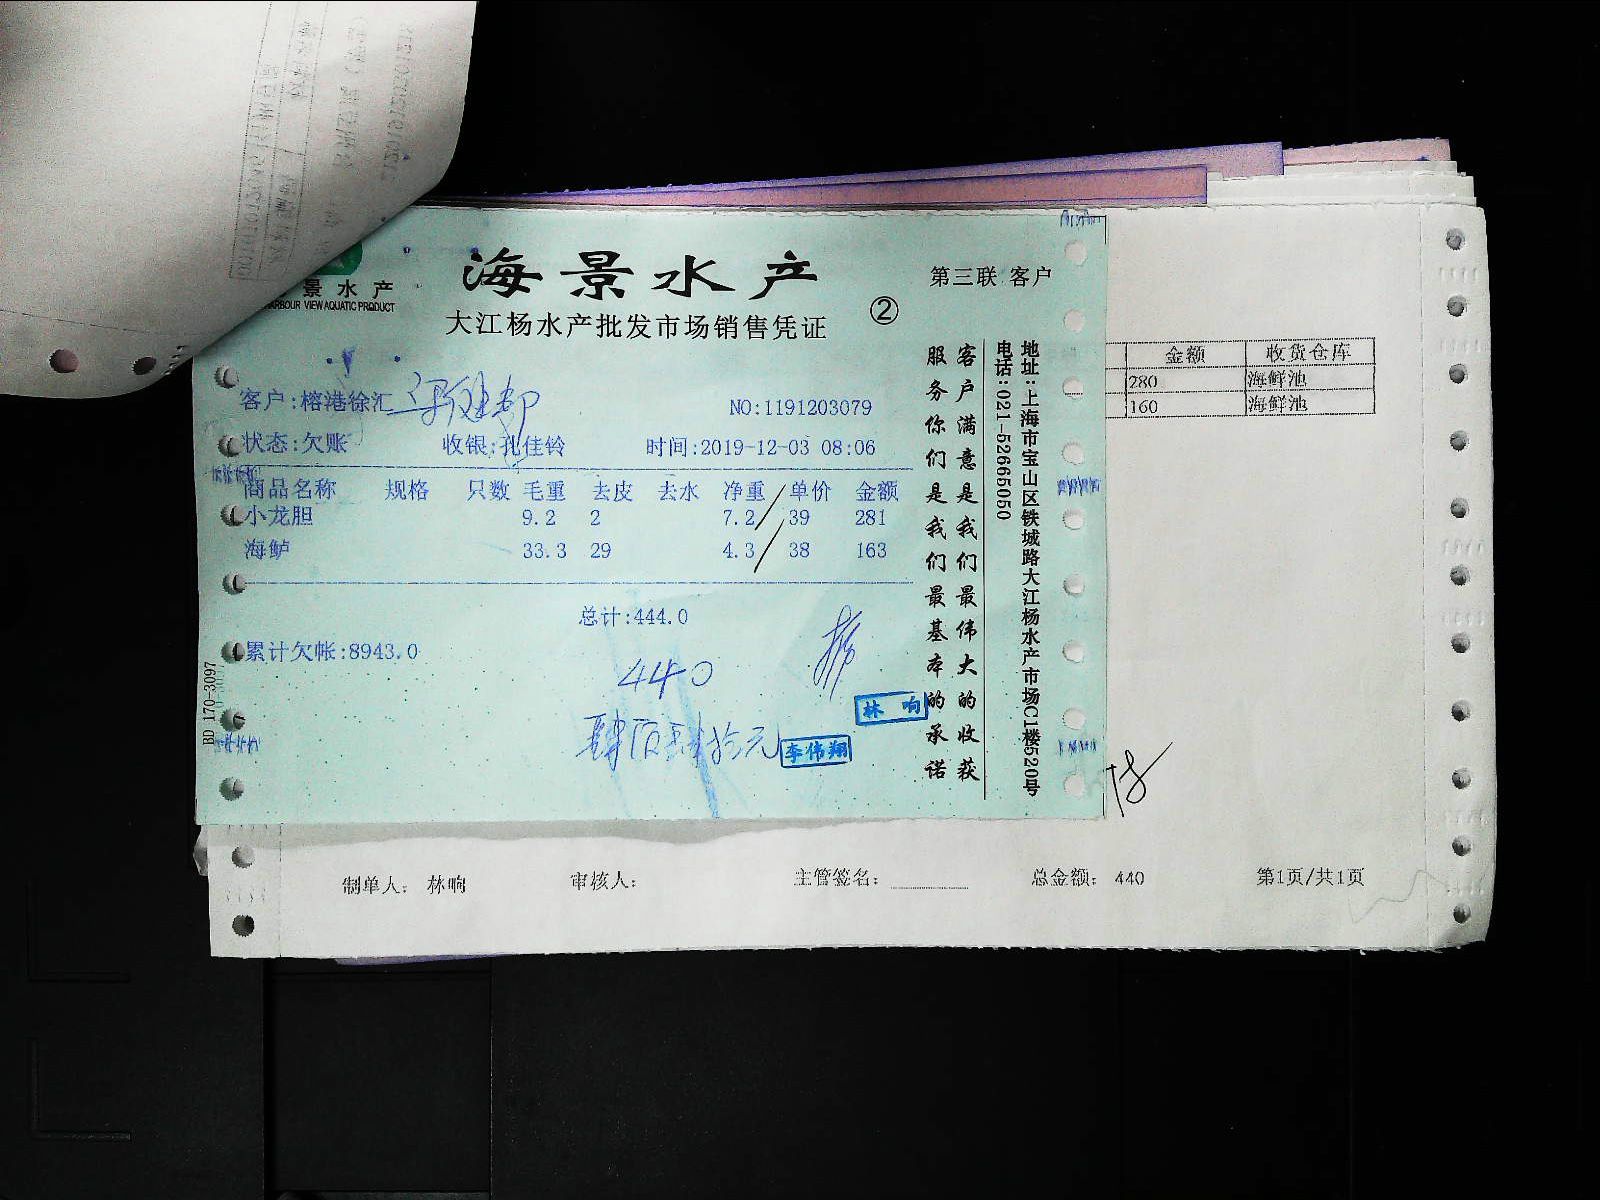 海景水产
第三联 客户
景水产
HARBOUR VIEW AQUATIC PRODUCT
大江杨水产批发市场销售凭证
②
客户:榕港徐汇
NO:1191203079
状态:欠账 收银:孔佳铃 时间:2019-12-03 08:06
商品名称 规格 只数 毛重 去皮 去水 净重 单价 金额
小龙胆 9.2 2 7.2 39 281
海鲈 33.3 29 4.3 38 163
总计:444.0
累计欠帐:8943.0
440
肆佰肆拾元
林响
李伟翔
BD 170-3097
客户满意是我们最伟大的收获
服务你们是我们最基本的承诺
地址:上海市宝山区铁城路大江杨水产市场C1楼520号
电话:021-52665050
金额 收货仓库
280 海鲜池
160 海鲜池
制单人: 林响 审核人: 主管签名: 总金额: 440 第1页/共1页